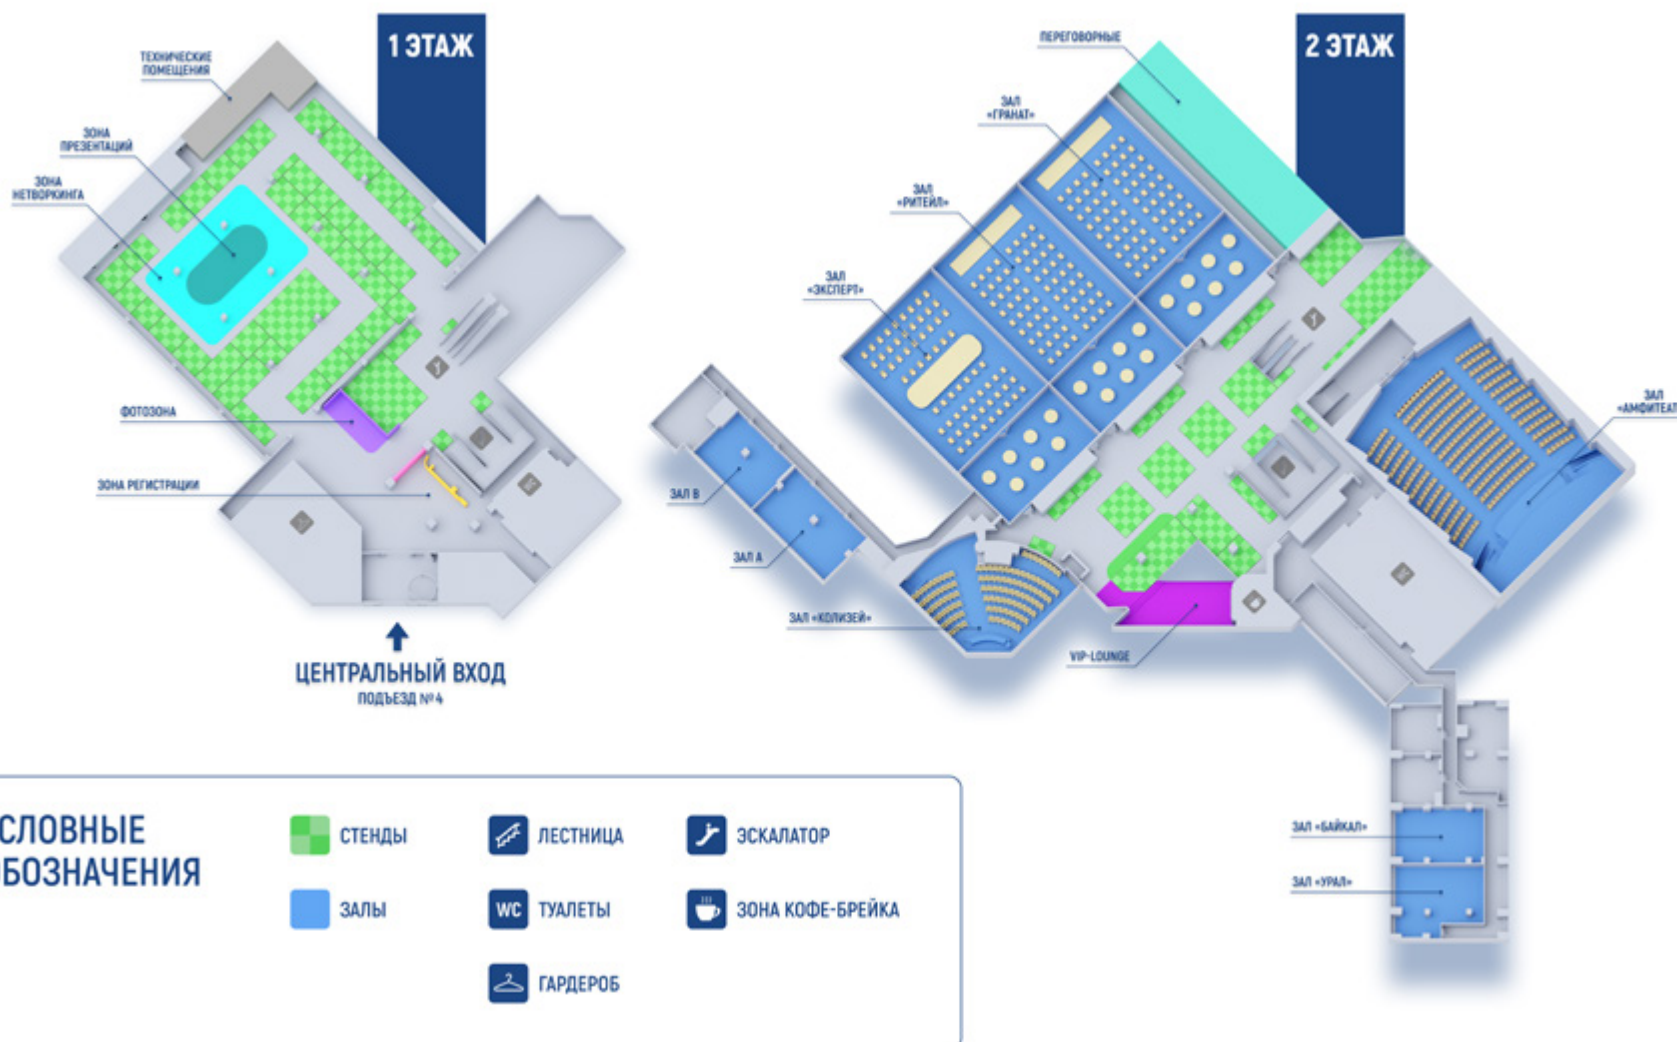 1 ЭТАЖ
ТЕХНИЧЕСКИЕ
ПОМЕЩЕНИЯ
ЗОНА
ПРЕЗЕНТАЦИЙ
ЗОНА
НЕТВОРКИНГА
ФОТОЗОНА
ЗОНА РЕГИСТРАЦИИ
ЦЕНТРАЛЬНЫЙ ВХОД
ПОДЪЕЗД №4
2 ЭТАЖ
ПЕРЕГОВОРНЫЕ
ЗАЛ
«ГРАНАТ»
ЗАЛ
«РИТЕЙЛ»
ЗАЛ
«ЭКСПЕРТ»
ЗАЛ
«АМФИТЕАТ
ЗАЛ B
ЗАЛ A
ЗАЛ «КОЛИЗЕЙ»
VIP-LOUNGE
ЗАЛ «БАЙКАЛ»
ЗАЛ «УРАЛ»
СЛОВНЫЕ
ОБОЗНАЧЕНИЯ
СТЕНДЫ
ЗАЛЫ
ЛЕСТНИЦА
WC ТУАЛЕТЫ
ГАРДЕРОБ
ЭСКАЛАТОР
ЗОНА КОФЕ-БРЕЙКА